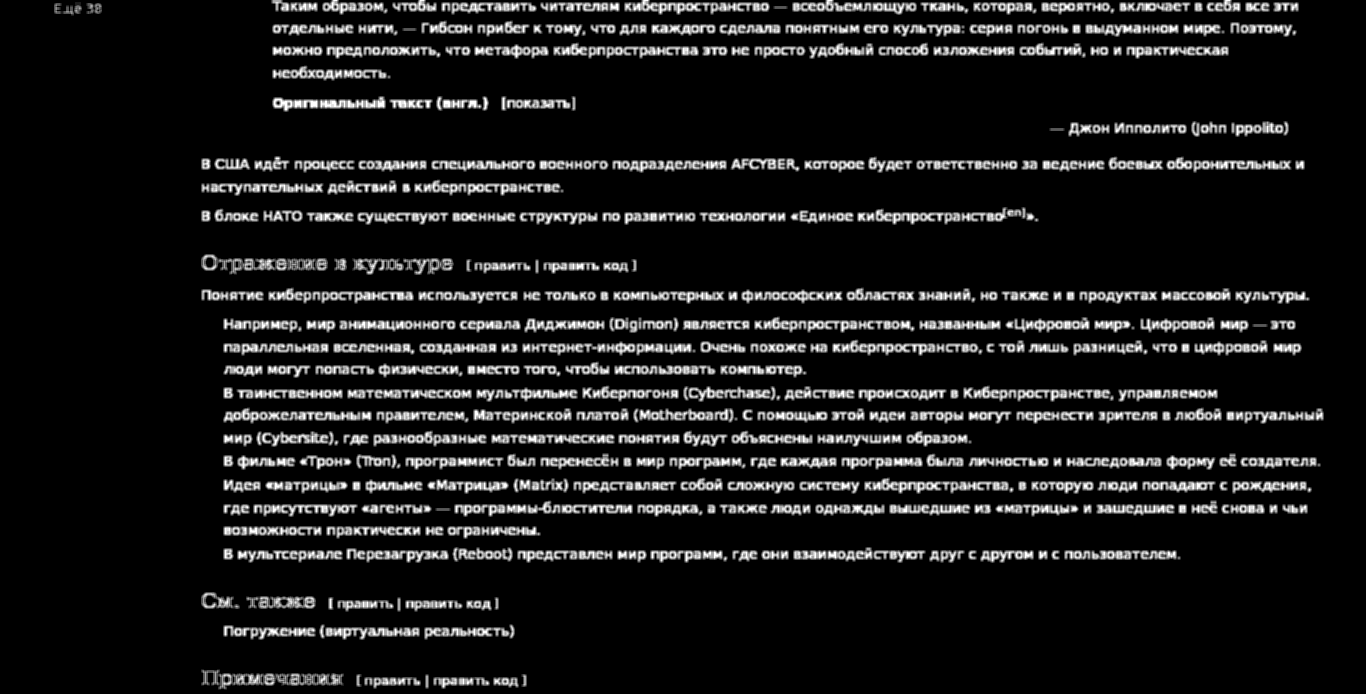 Ещё 38
Таким образом, чтобы представить читателям киберпространство — всеобъемлющую ткань, которая, вероятно, включает в себя все эти
отдельные нити, — Гибсон прибег к тому, что для каждого сделала понятным его культура: серия погонь в выдуманном мире. Поэтому,
можно предположить, что метафора киберпространства это не просто удобный способ изложения событий, но и практическая
необходимость.
Оригинальный текст (англ.) [показать]
— Джон Ипполито (John Ippolito)
В США идёт процесс создания специального военного подразделения AFCYBER, которое будет ответственно за ведение боевых оборонительных и
наступательных действий в киберпространстве.
В блоке НАТО также существуют военные структуры по развитию технологии «Единое киберпространство[en]».
Отражение в культуре [ править | править код ]
Понятие киберпространства используется не только в компьютерных и философских областях знаний, но также и в продуктах массовой культуры.
Например, мир анимационного сериала Диджимон (Digimon) является киберпространством, названным «Цифровой мир». Цифровой мир — это
параллельная вселенная, созданная из интернет-информации. Очень похоже на киберпространство, с той лишь разницей, что в цифровой мир
люди могут попасть физически, вместо того, чтобы использовать компьютер.
В таинственном математическом мультфильме Киберпогоня (Cyberchase), действие происходит в Киберпространстве, управляемом
доброжелательным правителем, Материнской платой (Motherboard). С помощью этой идеи авторы могут перенести зрителя в любой виртуальный
мир (Cybersite), где разнообразные математические понятия будут объяснены наилучшим образом.
В фильме «Трон» (Tron), программист был перенесён в мир программ, где каждая программа была личностью и наследовала форму её создателя.
Идея «матрицы» в фильме «Матрица» (Matrix) представляет собой сложную систему киберпространства, в которую люди попадают с рождения,
где присутствуют «агенты» — программы-блюстители порядка, а также люди однажды вышедшие из «матрицы» и зашедшие в неё снова и чьи
возможности практически не ограничены.
В мультсериале Перезагрузка (Reboot) представлен мир программ, где они взаимодействуют друг с другом и с пользователем.
См. также [ править | править код ]
Погружение (виртуальная реальность)
Примечания [ править | править код ]